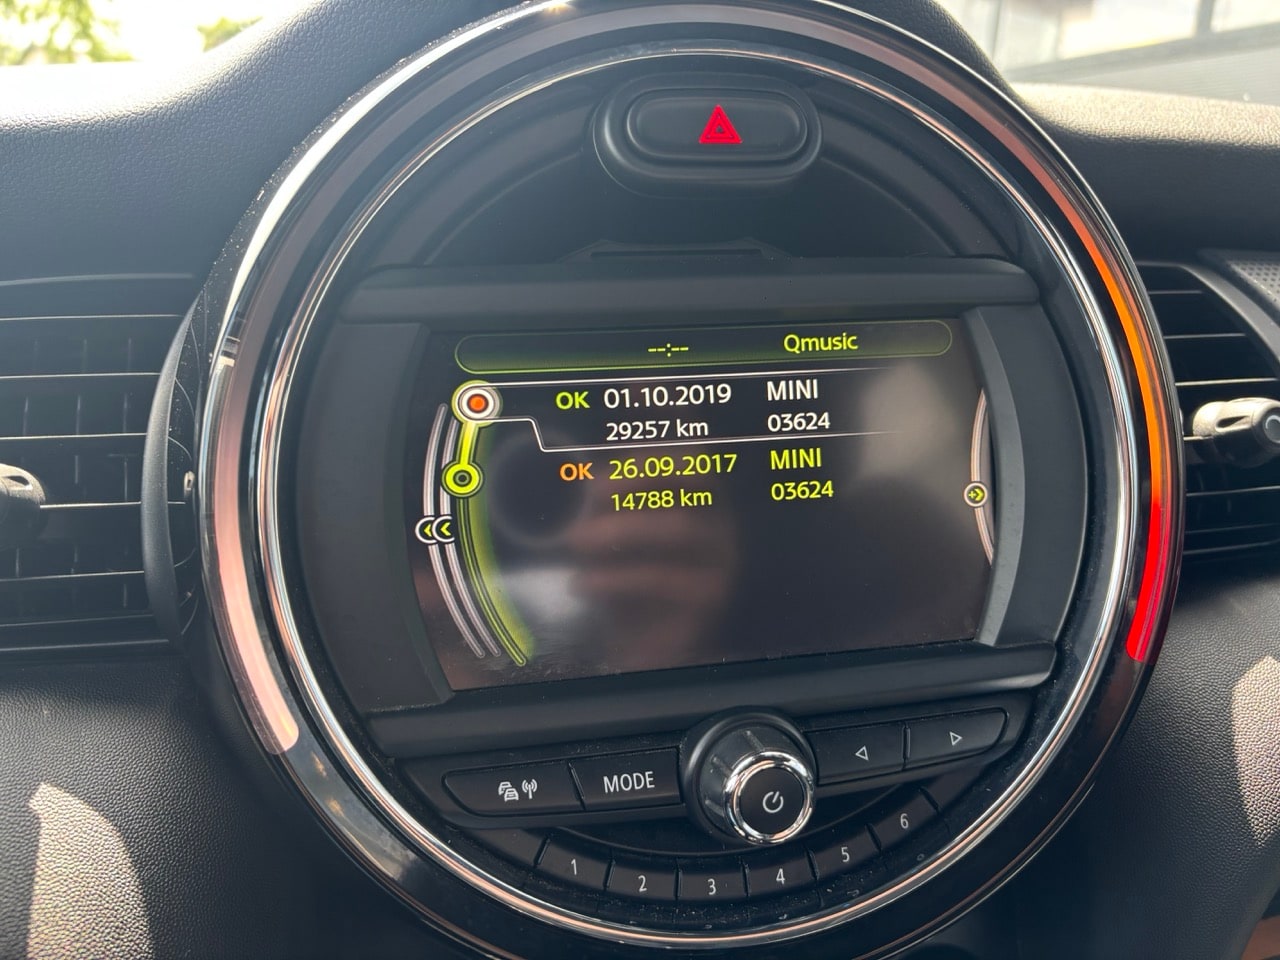 --:-- Qmusic
OK 01.10.2019 MINI
29257 km 03624
OK 26.09.2017 MINI
14788 km 03624
MODE
1 2 3 4 5 6